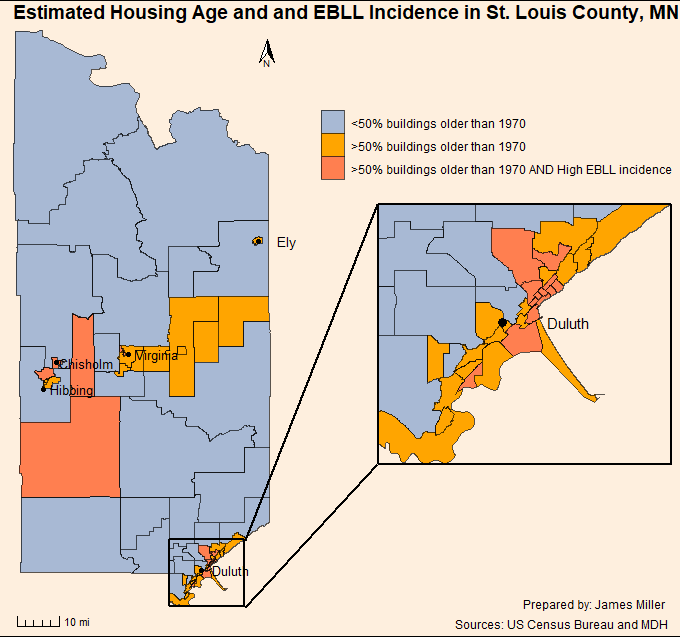 Estimated Housing Age and and EBLL Incidence in St. Louis County, MN
N
<50% buildings older than 1970
>50% buildings older than 1970
>50% buildings older than 1970 AND High EBLL incidence
Ely
Duluth
Virginia
Chisholm
Hibbing
Duluth
10 mi
Prepared by: James Miller
Sources: US Census Bureau and MDH